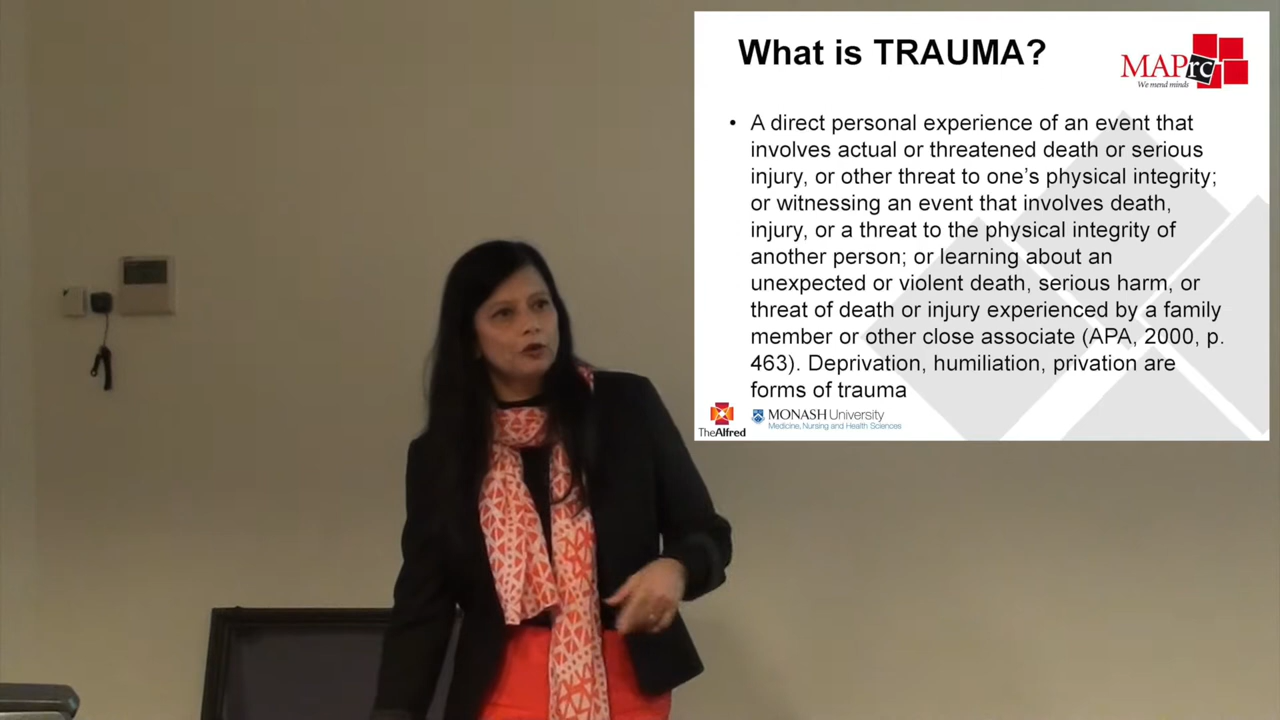 What is TRAUMA?
MAPrc
We mend minds
• A direct personal experience of an event that
involves actual or threatened death or serious
injury, or other threat to one’s physical integrity;
or witnessing an event that involves death,
injury, or a threat to the physical integrity of
another person; or learning about an
unexpected or violent death, serious harm, or
threat of death or injury experienced by a family
member or other close associate (APA, 2000, p.
463). Deprivation, humiliation, privation are
forms of trauma
TheAlfred
MONASH University
Medicine, Nursing and Health Sciences